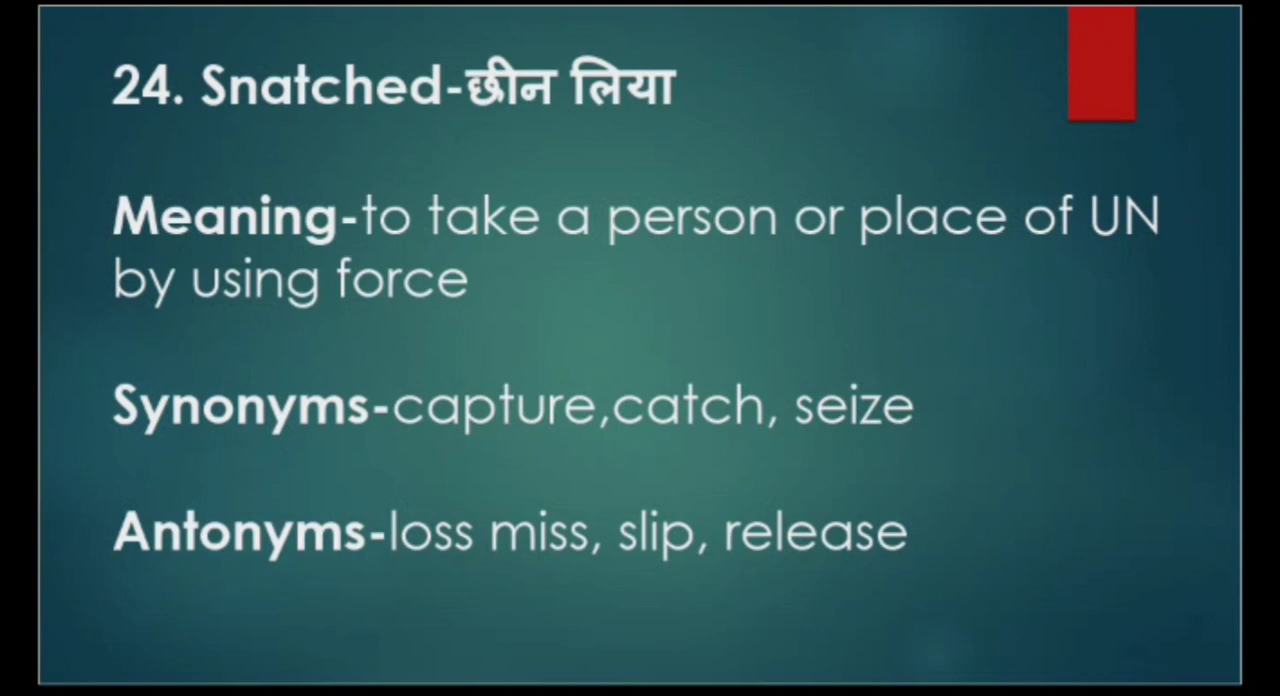 24. Snatched-छीन लिया
Meaning-to take a person or place of UN
by using force
Synonyms-capture,catch, seize
Antonyms-loss miss, slip, release